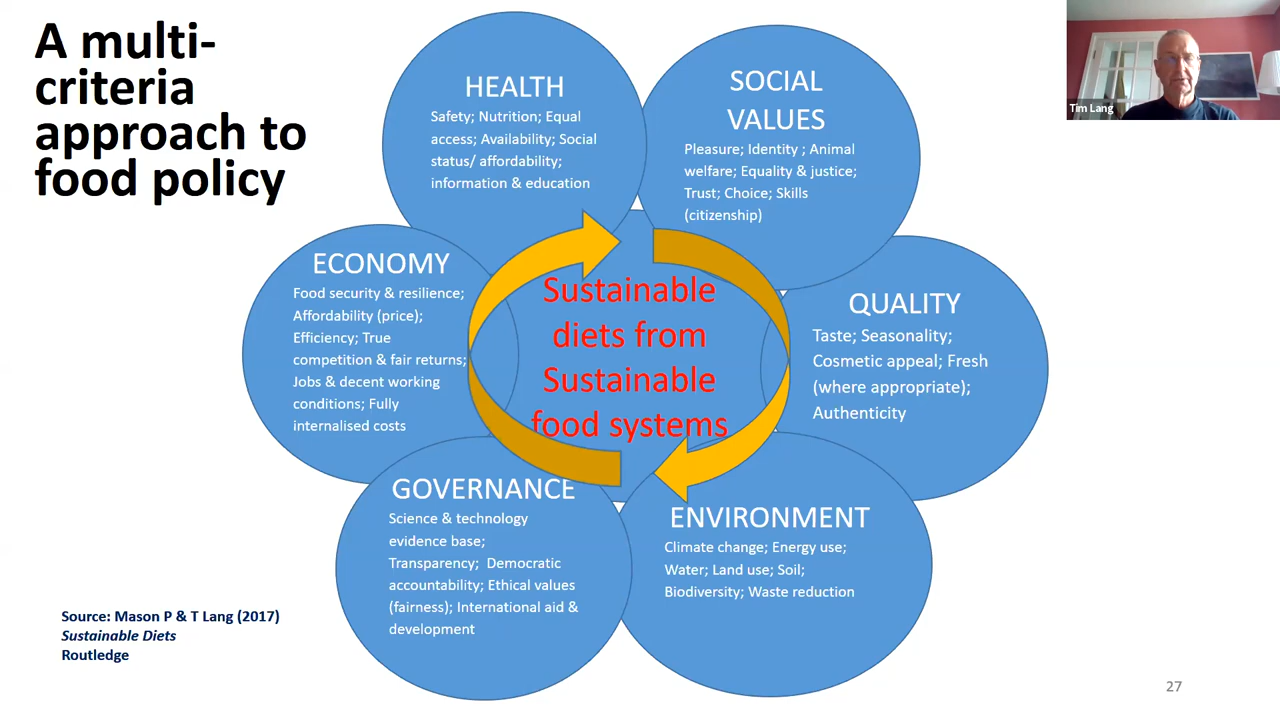 A multi-
criteria
approach to
food policy
HEALTH
Safety; Nutrition; Equal
access; Availability; Social
status/ affordability;
information & education
SOCIAL
VALUES
Pleasure; Identity ; Animal
welfare; Equality & justice;
Trust; Choice; Skills
(citizenship)
Tim Lang
ECONOMY
Food security & resilience;
Affordability (price);
Efficiency; True
competition & fair returns;
Jobs & decent working
conditions; Fully
internalised costs
Sustainable
diets from
Sustainable
food systems
QUALITY
Taste; Seasonality;
Cosmetic appeal; Fresh
(where appropriate);
Authenticity
GOVERNANCE
Science & technology
evidence base;
Transparency; Democratic
accountability; Ethical values
(fairness); International aid &
development
ENVIRONMENT
Climate change; Energy use;
Water; Land use; Soil;
Biodiversity; Waste reduction
Source: Mason P & T Lang (2017)
Sustainable Diets
Routledge
27